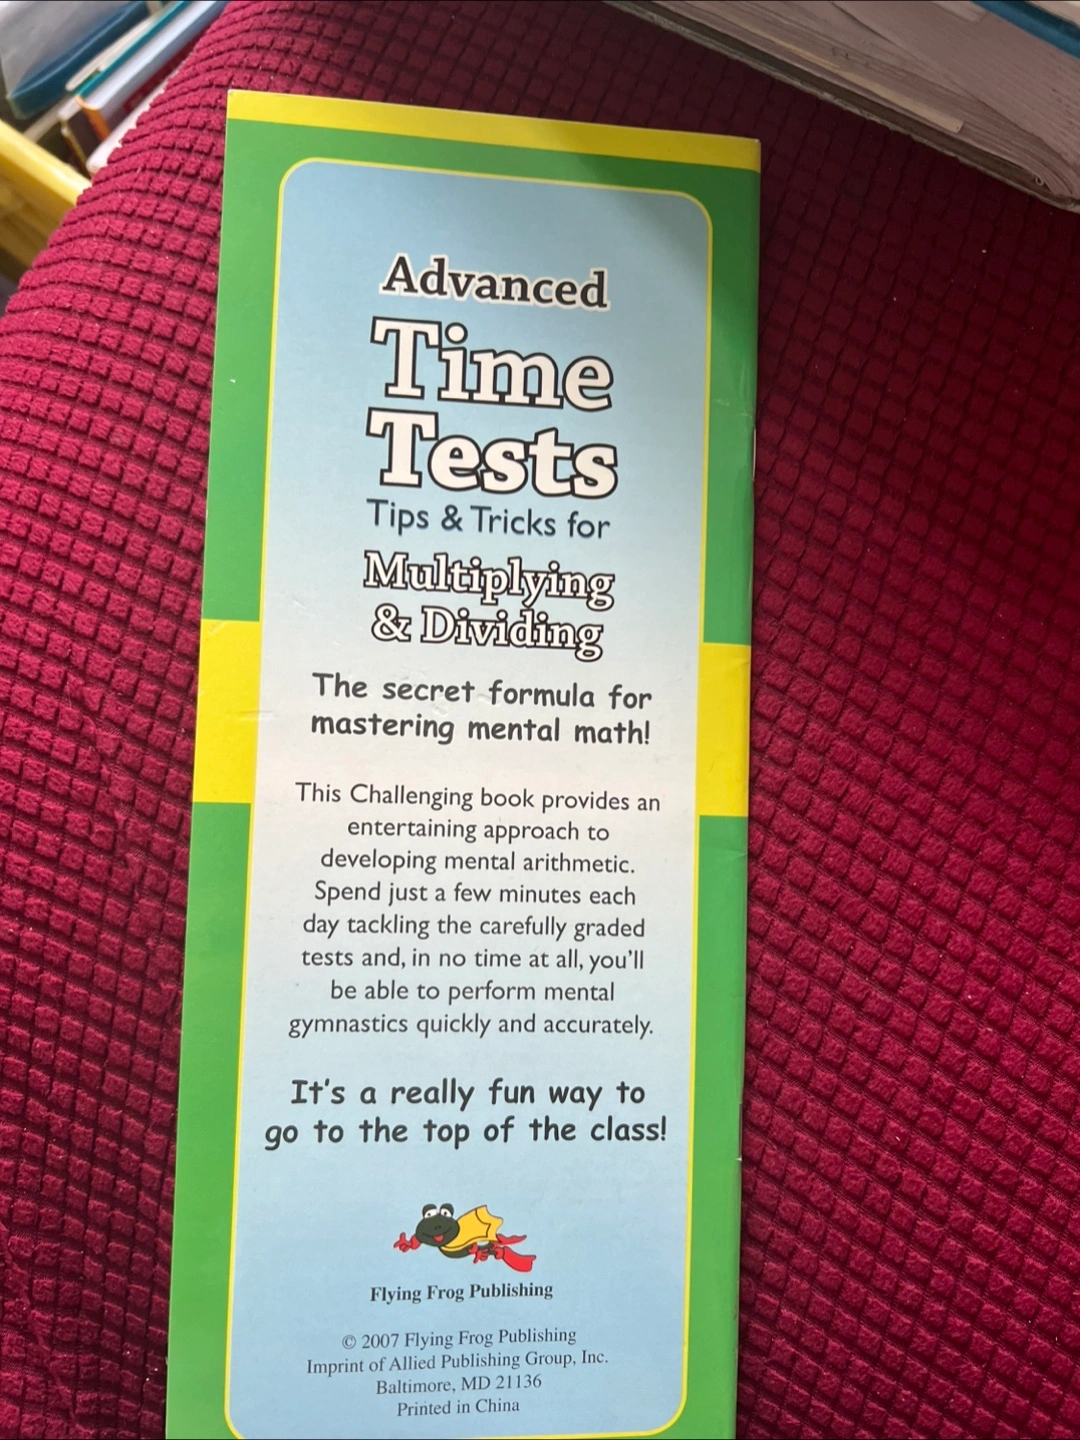 Advanced
Time
Tests
Tips & Tricks for
Multiplying
& Dividing
The secret formula for
mastering mental math!
This Challenging book provides an
entertaining approach to
developing mental arithmetic.
Spend just a few minutes each
day tackling the carefully graded
tests and, in no time at all, you'll
be able to perform mental
gymnastics quickly and accurately.
It's a really fun way to
go to the top of the class!
Flying Frog Publishing
© 2007 Flying Frog Publishing
Imprint of Allied Publishing Group, Inc.
Baltimore, MD 21136
Printed in China